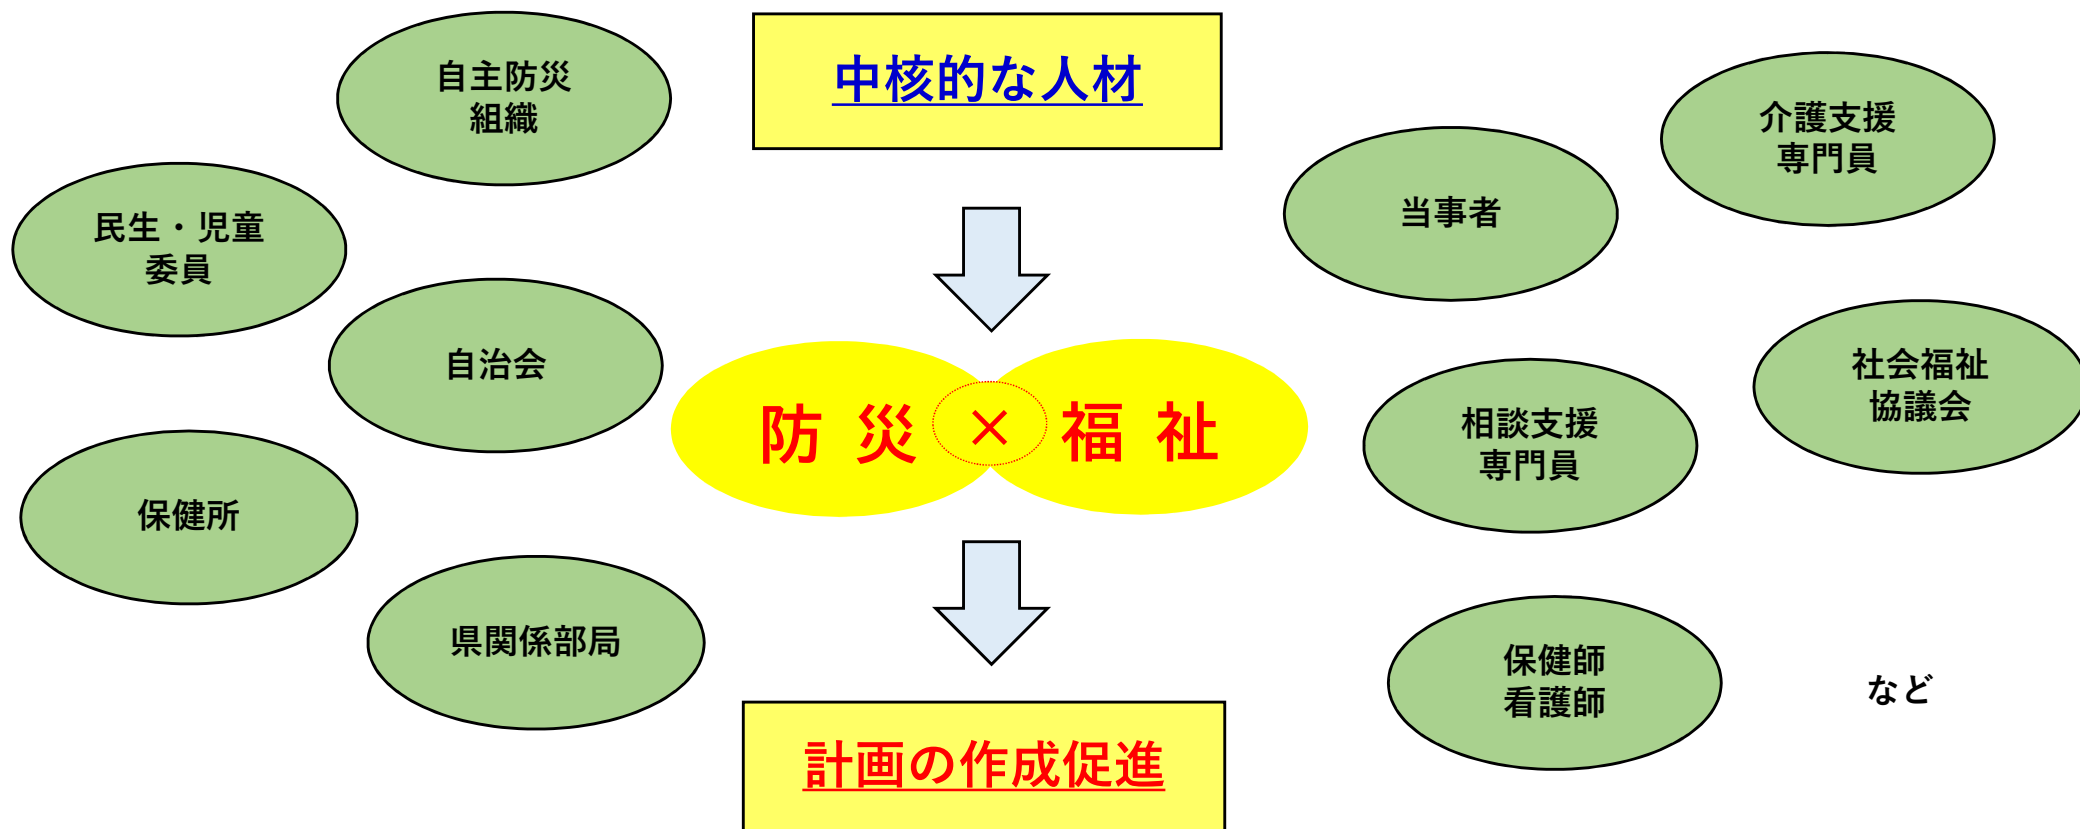 自主防災
組織
中核的な人材
介護支援
専門員
民生・児童
委員
当事者
自治会
社会福祉
協議会
防災×福祉
相談支援
専門員
保健所
県関係部局
保健師
看護師
など
計画の作成促進